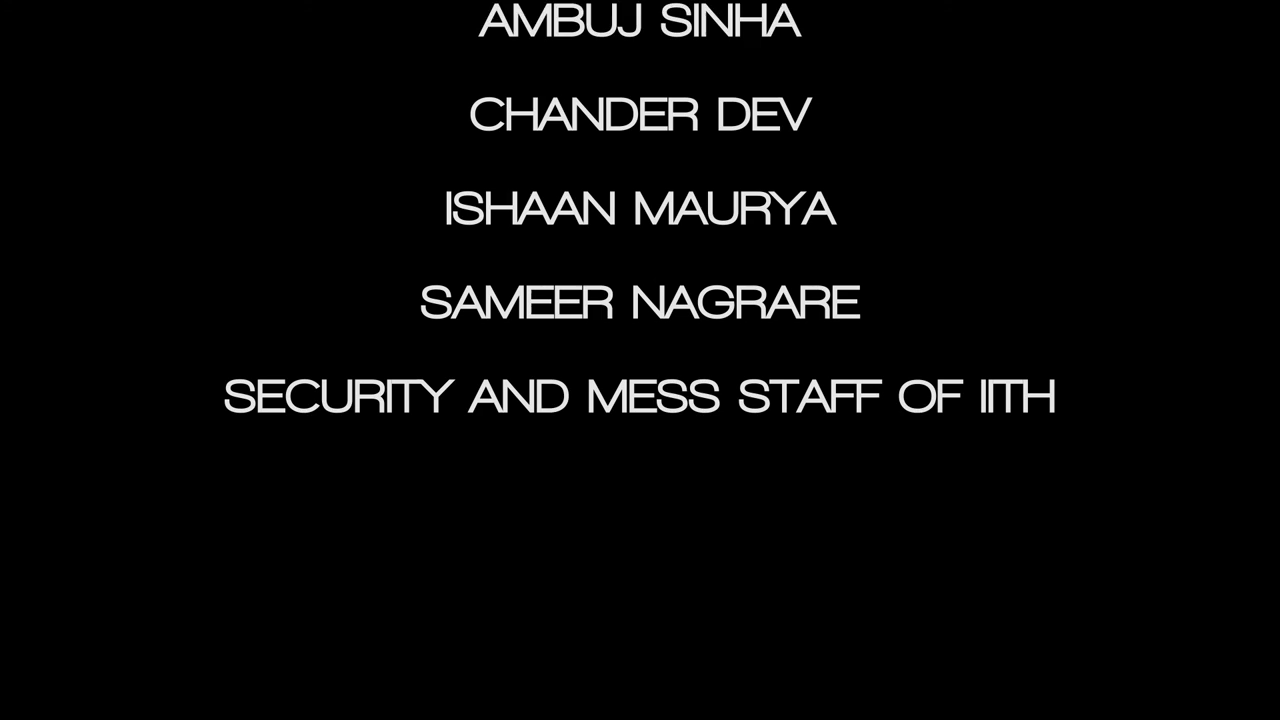 AMBUJ SINHA
CHANDER DEV
ISHAAN MAURYA
SAMEER NAGRARE
SECURITY AND MESS STAFF OF IITH